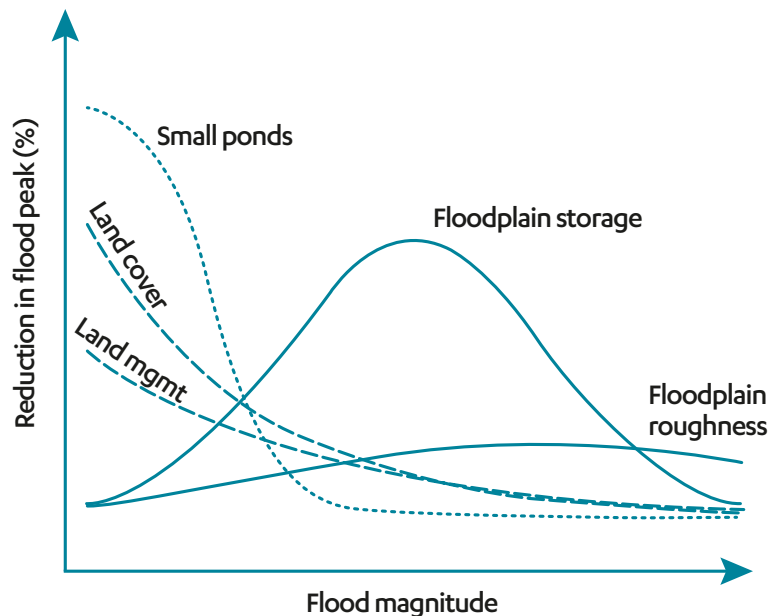 Reduction in flood peak (%)
Small ponds
Land cover
Land mgmt
Floodplain storage
Floodplain
roughness
Flood magnitude